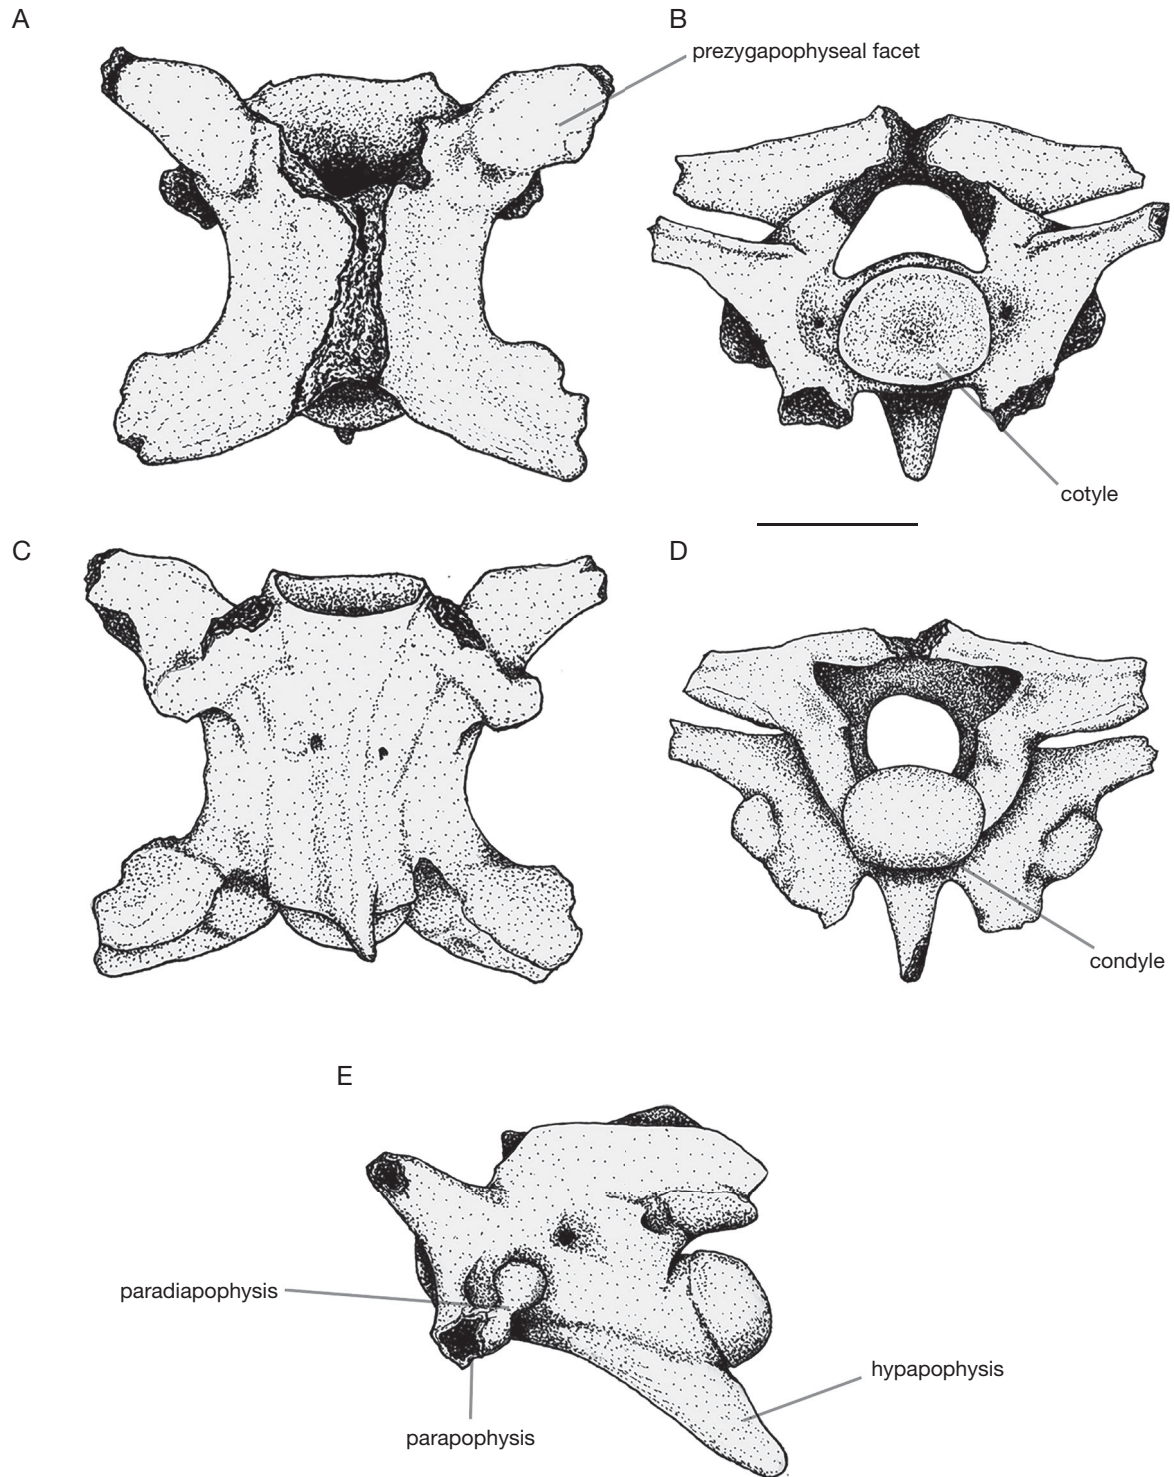 A
B
prezygapophyseal facet
cotyle
C
D
condyle
E
paradiapophysis
hypapophysis
parapophysis